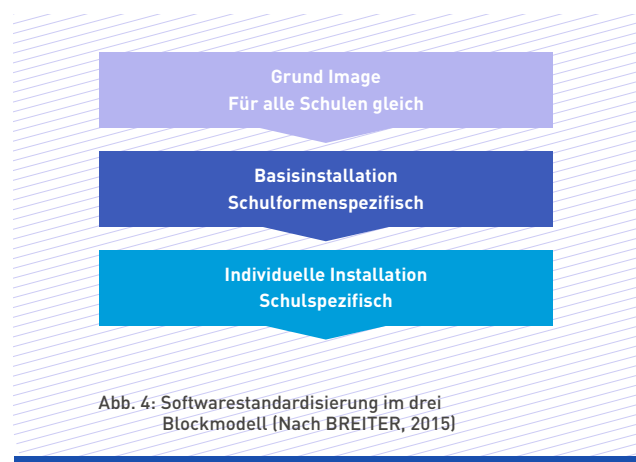 Grund Image
Für alle Schulen gleich
Basisinstallation
Schulformenspezifisch
Individuelle Installation
Schulspezifisch
Abb. 4: Softwarestandardisierung im drei
Blockmodell (Nach BREITER, 2015)